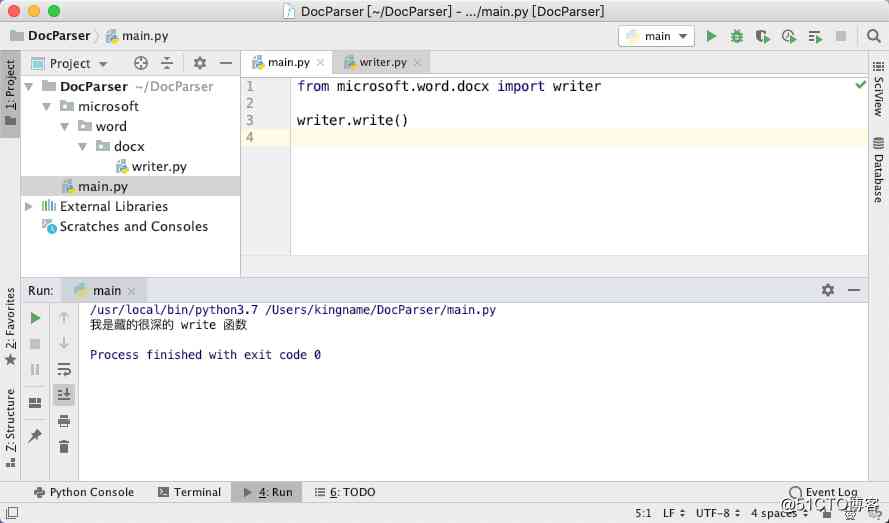 DocParser [~/DocParser] - .../main.py [DocParser]
DocParser main.py main
1: Project Project main.py writer.py
DocParser ~/DocParser
microsoft
word
docx
writer.py
main.py
External Libraries
Scratches and Consoles
1 from microsoft.word.docx import writer
2
3 writer.write()
4
SciView
Database
Run: main
/usr/local/bin/python3.7 /Users/kingname/DocParser/main.py
我是藏的很深的 write 函数
Process finished with exit code 0
2: Favorites
Z: Structure
Python Console Terminal 4: Run 6: TODO Event Log
5:1 LF UTF-8 4 spaces
@51CTO博客